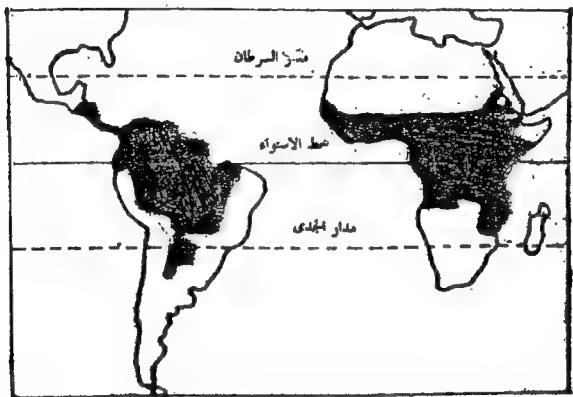 مدار السرطان
خط الاستواء
مدار الجدى